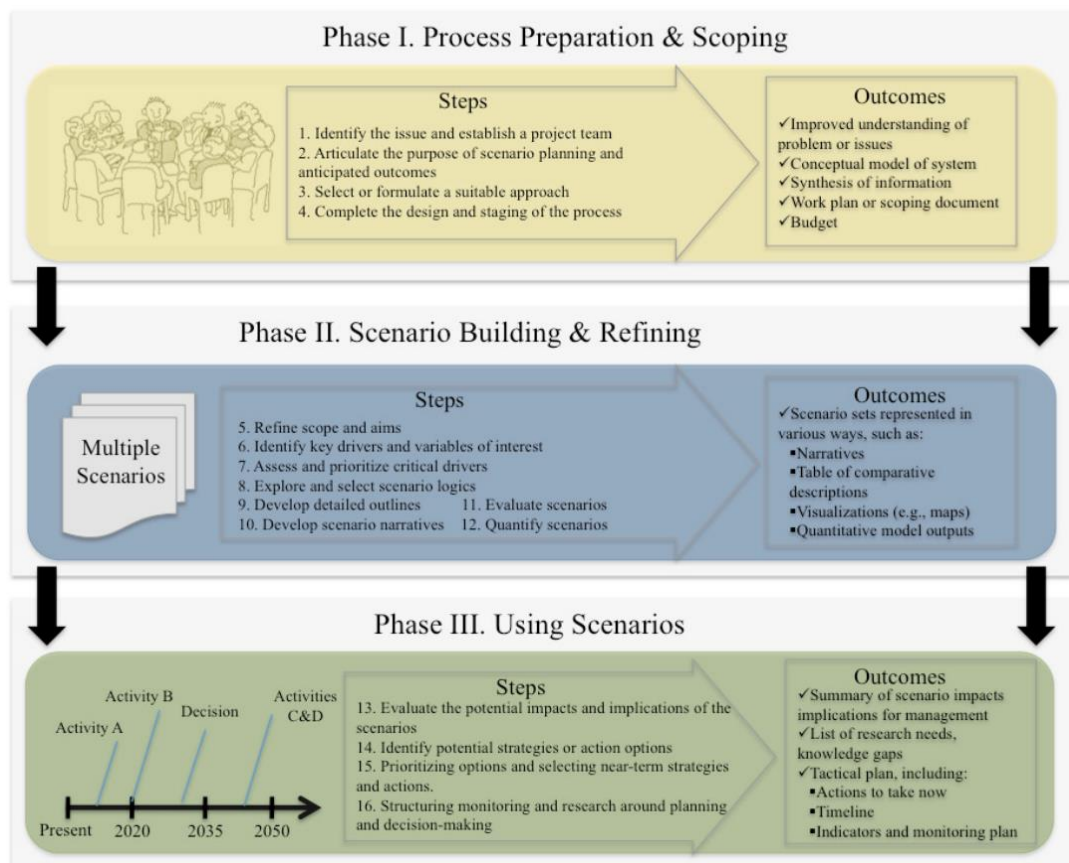 Phase I. Process Preparation & Scoping
Steps
1. Identify the issue and establish a project team
2. Articulate the purpose of scenario planning and
anticipated outcomes
3. Select or formulate a suitable approach
4. Complete the design and staging of the process
Outcomes
✓Improved understanding of
problem or issues
✓Conceptual model of system
✓Synthesis of information
✓Work plan or scoping document
✓Budget
Phase II. Scenario Building & Refining
Multiple
Scenarios
Steps
5. Refine scope and aims
6. Identify key drivers and variables of interest
7. Assess and prioritize critical drivers
8. Explore and select scenario logics
9. Develop detailed outlines
10. Develop scenario narratives
11. Evaluate scenarios
12. Quantify scenarios
Outcomes
✓Scenario sets represented in
various ways, such as:
▪Narratives
▪Table of comparative
descriptions
▪Visualizations (e.g., maps)
▪Quantitative model outputs
Phase III. Using Scenarios
Activity A
Activity B
Decision
Activities
C&D
Present
2020
2035
2050
Steps
13. Evaluate the potential impacts and implications of the
scenarios
14. Identify potential strategies or action options
15. Prioritizing options and selecting near-term strategies
and actions.
16. Structuring monitoring and research around planning
and decision-making
Outcomes
✓Summary of scenario impacts
implications for management
✓List of research needs,
knowledge gaps
✓Tactical plan, including:
▪Actions to take now
▪Timeline
▪Indicators and monitoring plan